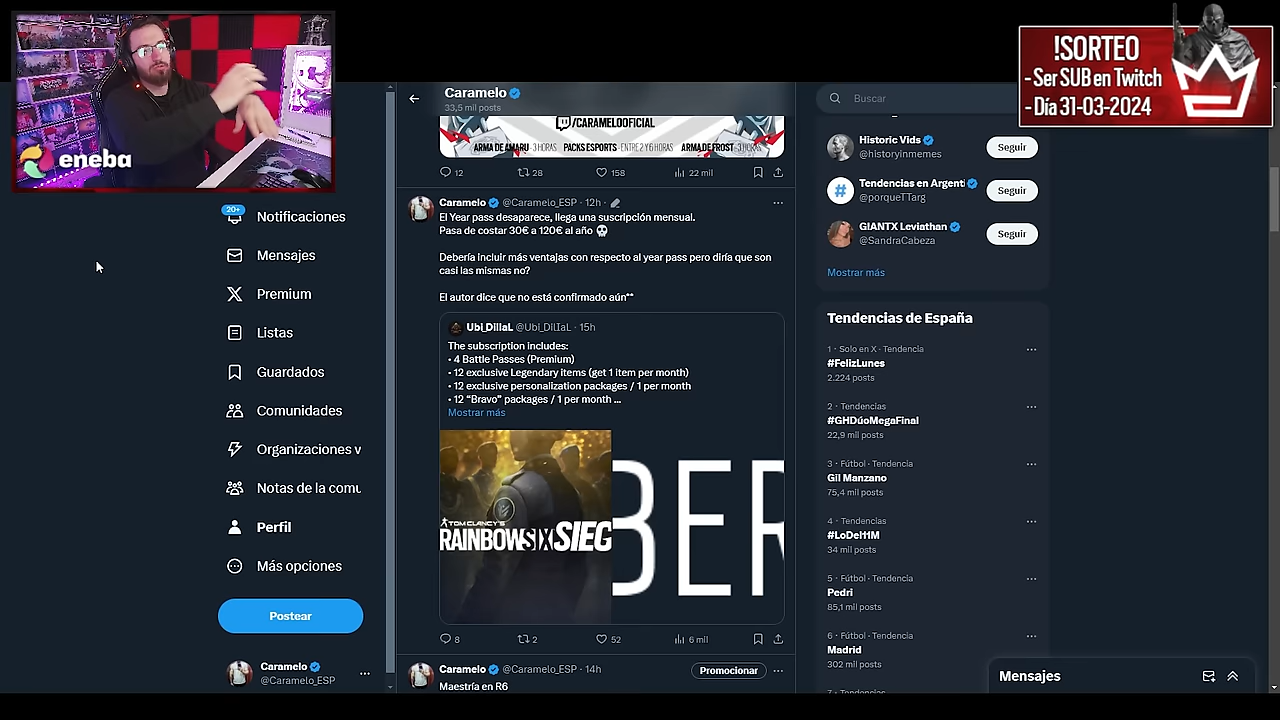 eneba
!SORTEO
- Ser SUB en Twitch
- Día 31-03-2024
20+
Notificaciones
Mensajes
Premium
Listas
Guardados
Comunidades
Organizaciones v
Notas de la comu
Perfil
Más opciones
Postear
Caramelo
@Caramelo_ESP
Caramelo
33,5 mil posts
/CARAMELOOFICIAL
ARMA DE AMARU · 3 HORAS PACKS ESPORTS · ENTRE 2 Y 6 HORAS ARMA DE FROST · 3 HORAS
12 28 158 22 mil
Caramelo @Caramelo_ESP · 12h ·
El Year pass desaparece, llega una suscripción mensual.
Pasa de costar 30€ a 120€ al año 💀
Debería incluir más ventajas con respecto al year pass pero diría que son
casi las mismas no?
El autor dice que no está confirmado aún**
Ubi_DillaL @Ubi_DilTaL · 15h
The subscription includes:
• 4 Battle Passes (Premium)
• 12 exclusive Legendary items (get 1 item per month)
• 12 exclusive personalization packages / 1 per month
• 12 “Bravo” packages / 1 per month ...
Mostrar más
TOM CLANCY'S
RAINBOWSIX SIEG
BER
8 2 52 6 mil
Caramelo @Caramelo_ESP · 14h
Promocionar
Maestría en R6
Buscar
Historic Vids
@historyinmemes
Seguir
Tendencias en Argenti
@porqueTTarg
Seguir
GIANTX Leviathan
@SandraCabeza
Seguir
Mostrar más
Tendencias de España
1 · Solo en X · Tendencia
#FelizLunes
2.224 posts
2 · Tendencias
#GHDúoMegaFinal
22,9 mil posts
3 · Fútbol · Tendencia
Gil Manzano
75,4 mil posts
4 · Tendencias
#LoDel11M
34 mil posts
5 · Fútbol · Tendencia
Pedri
85,1 mil posts
6 · Fútbol · Tendencia
Madrid
302 mil posts
Mensajes